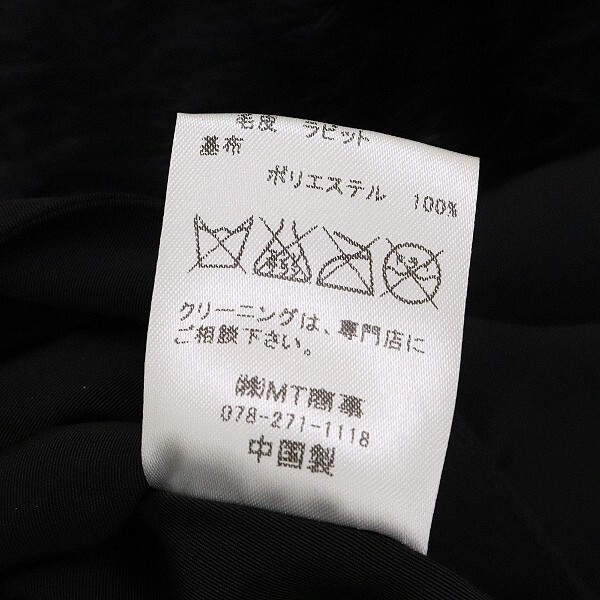 毛皮 ラビット
基布
ポリエステル 100%
クリーニングは、専門店に
ご相談下さい。
㈱MT商事
078-271-1118
中国製